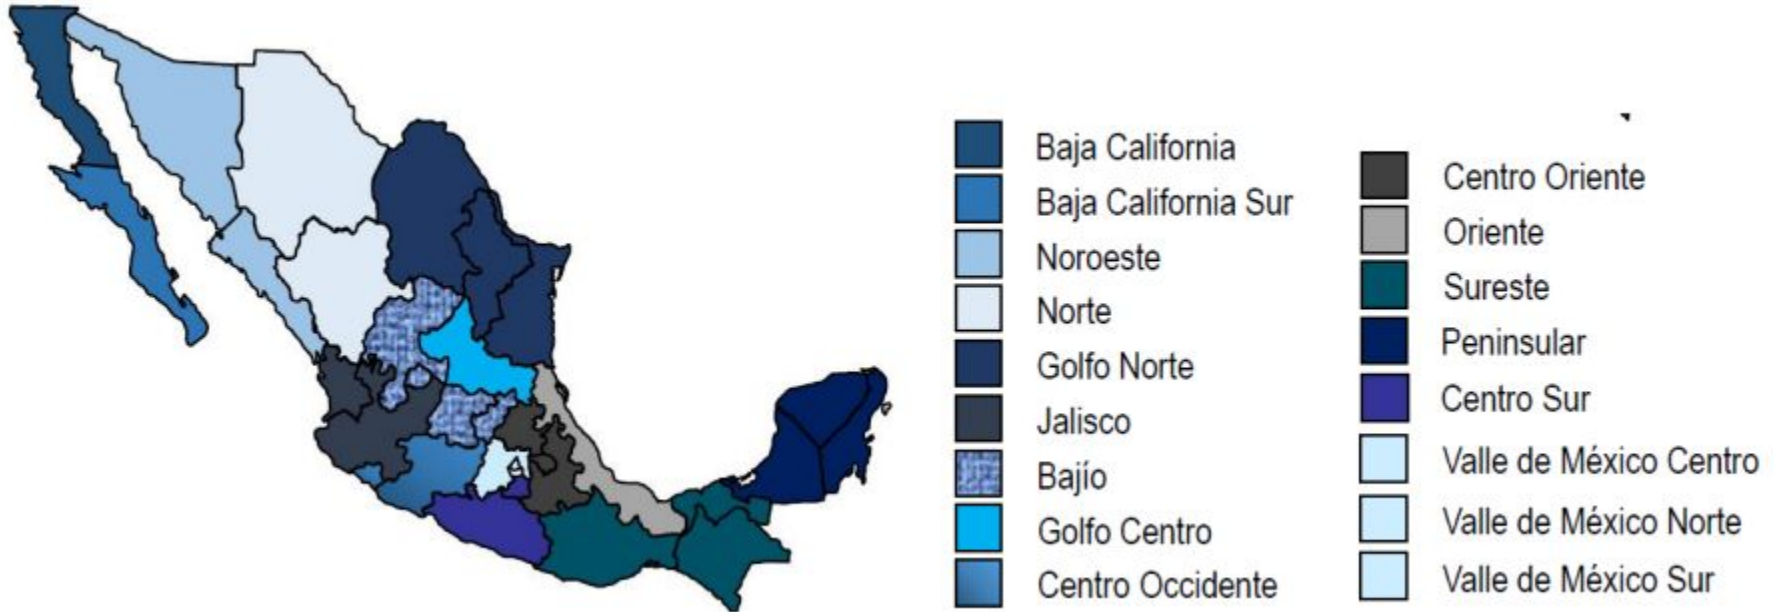 Baja California
Baja California Sur
Noroeste
Norte
Golfo Norte
Jalisco
Bajío
Golfo Centro
Centro Occidente
Centro Oriente
Oriente
Sureste
Peninsular
Centro Sur
Valle de México Centro
Valle de México Norte
Valle de México Sur